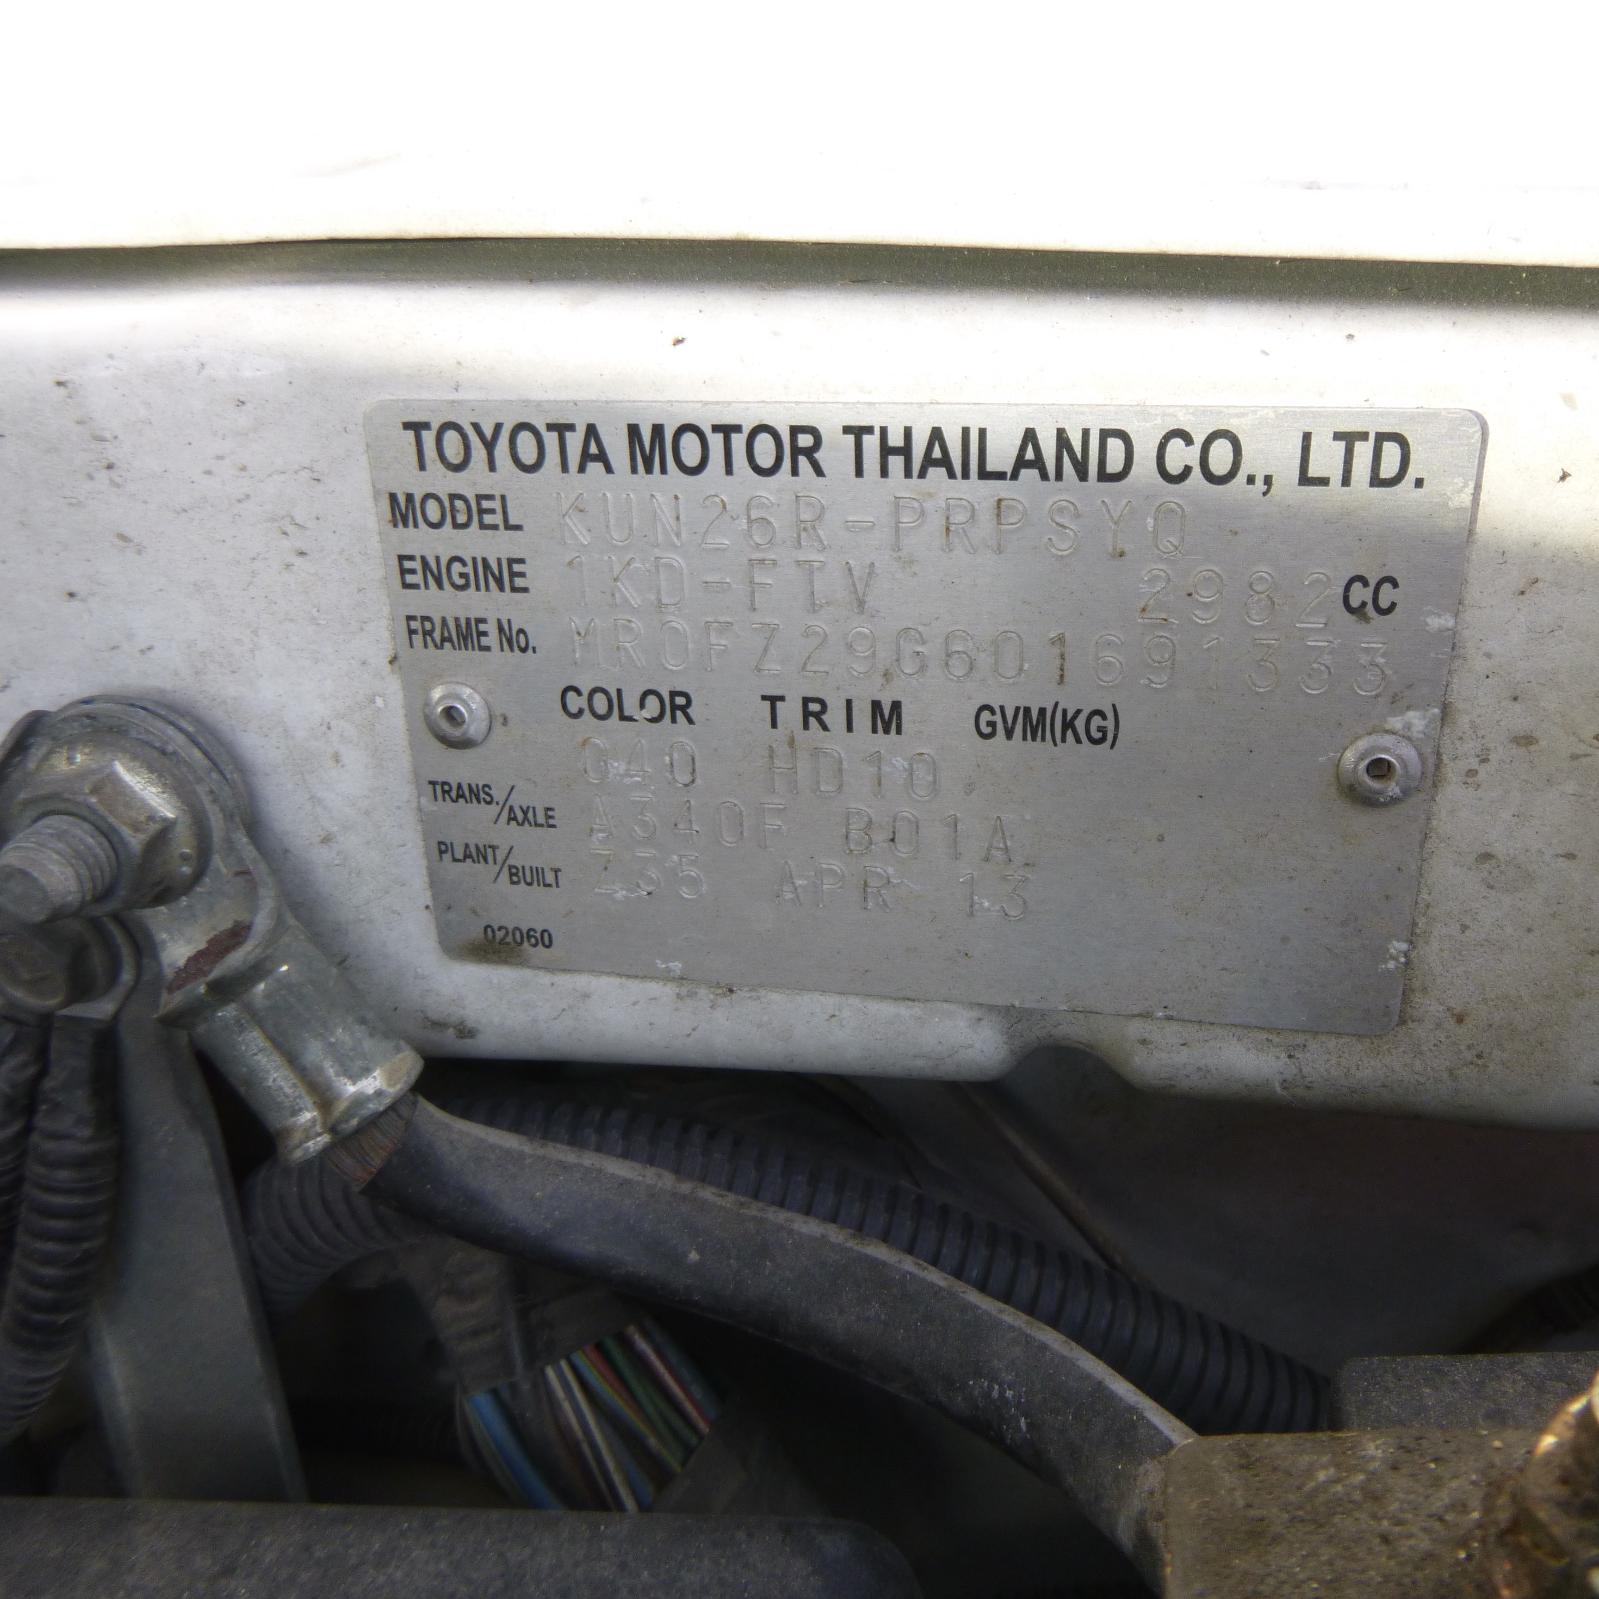 TOYOTA MOTOR THAILAND CO., LTD.
MODEL KUN26R-PRPSYQ
ENGINE 1KD-FTV 2982 CC
FRAME No. MR0FZ29G601691333
COLOR TRIM GVM(KG)
040 HD10
TRANS./AXLE A340F B01A
PLANT/BUILT Z35 APR 13
02060